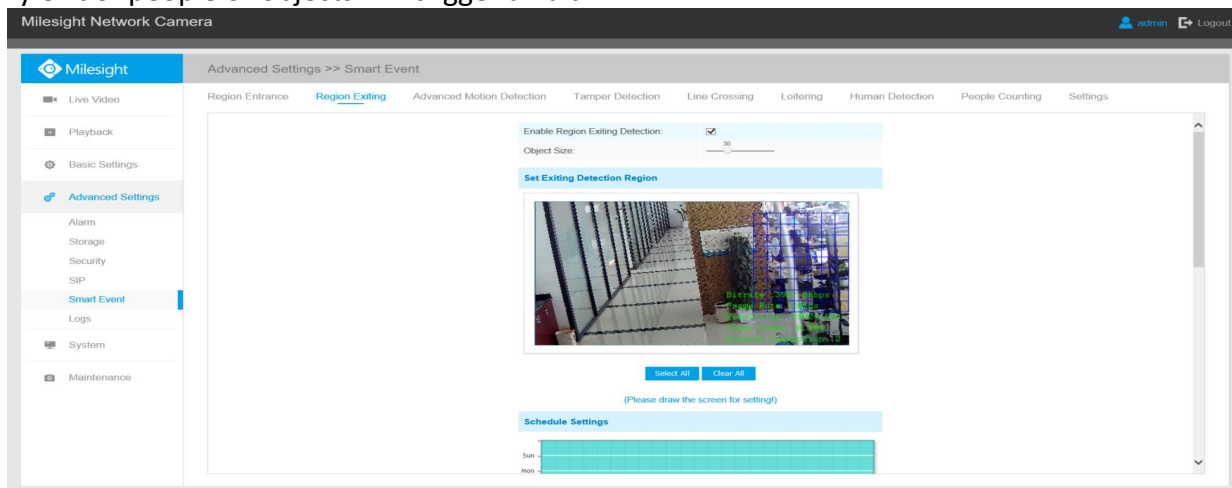 Milesight Network Camera
admin Logout
Milesight
Advanced Settings >> Smart Event
Live Video
Playback
Basic Settings
Advanced Settings
Alarm
Storage
Security
SIP
Smart Event
Logs
System
Maintenance
Region Entrance Region Exiting Advanced Motion Detection Tamper Detection Line Crossing Loitering Human Detection People Counting Settings
Enable Region Exiting Detection:
Object Size: 30
Set Exiting Detection Region
Select All Clear All
(Please draw the screen for setting!)
Schedule Settings
Sun
Mon